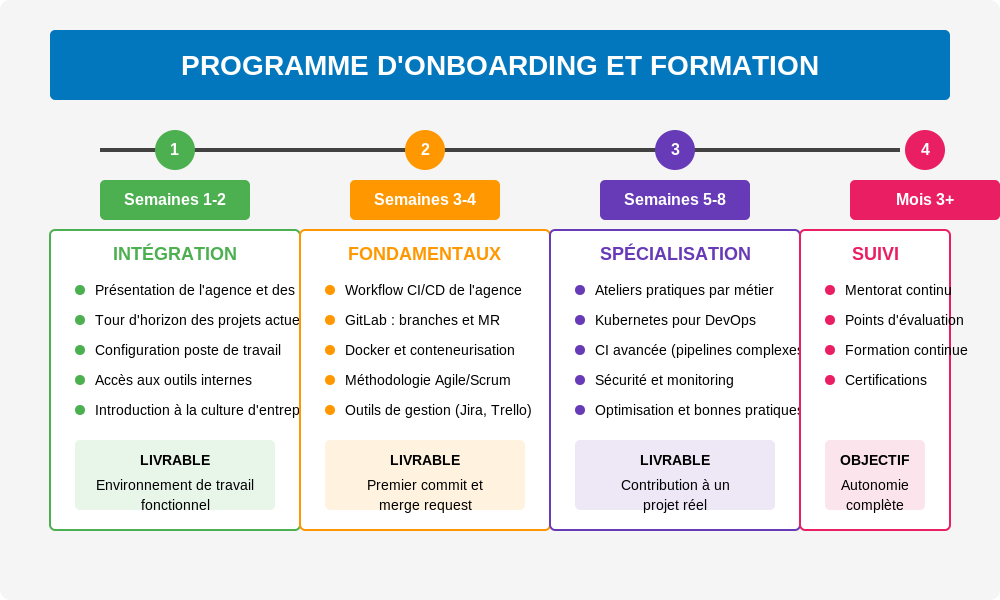 PROGRAMME D'ONBOARDING ET FORMATION
1
2
3
4
Semaines 1-2
Semaines 3-4
Semaines 5-8
Mois 3+
INTÉGRATION
Présentation de l'agence et des
Tour d'horizon des projets actue
Configuration poste de travail
Accès aux outils internes
Introduction à la culture d'entrep
LIVRABLE
Environnement de travail
fonctionnel
FONDAMENTAUX
Workflow CI/CD de l'agence
GitLab : branches et MR
Docker et conteneurisation
Méthodologie Agile/Scrum
Outils de gestion (Jira, Trello)
LIVRABLE
Premier commit et
merge request
SPÉCIALISATION
Ateliers pratiques par métier
Kubernetes pour DevOps
CI avancée (pipelines complexes
Sécurité et monitoring
Optimisation et bonnes pratiques
LIVRABLE
Contribution à un
projet réel
SUIVI
Mentorat continu
Points d'évaluation
Formation continue
Certifications
OBJECTIF
Autonomie
complète